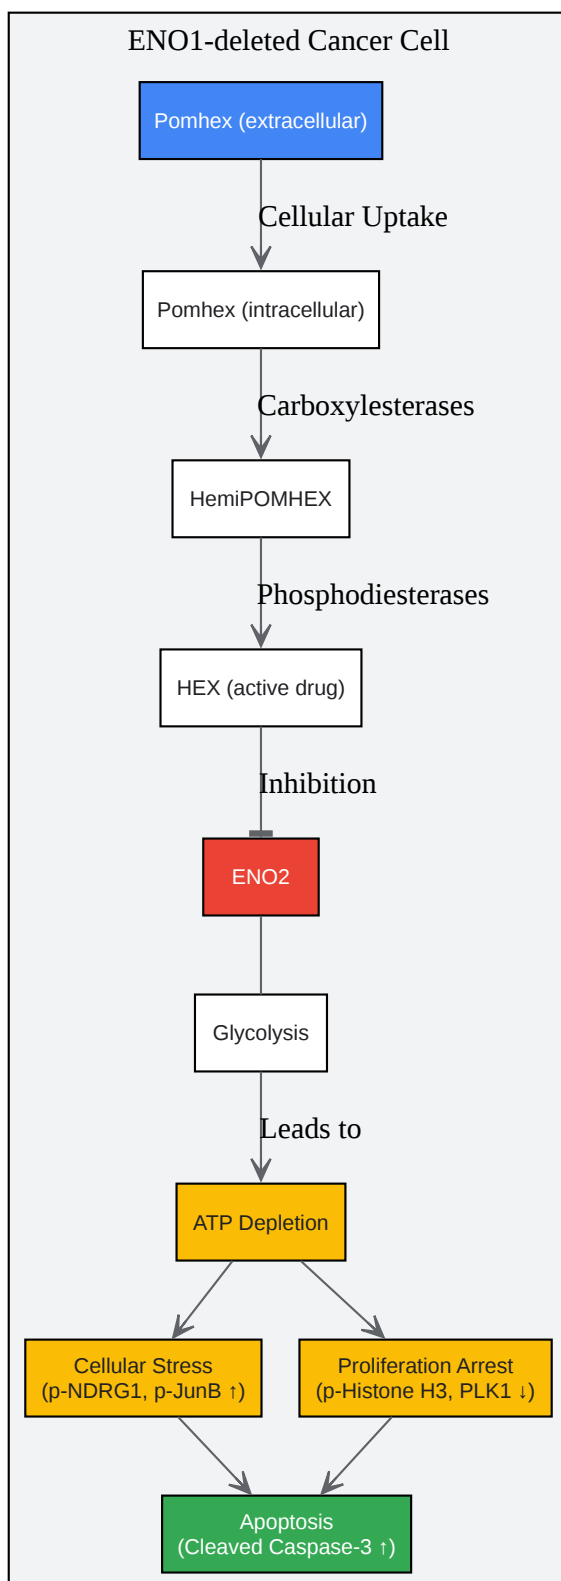 ENO1-deleted Cancer Cell
Pomhex (extracellular)
Cellular Uptake
Pomhex (intracellular)
Carboxylesterases
HemiPOMHEX
Phosphodiesterases
HEX (active drug)
Inhibition
ENO2
Glycolysis
Leads to
ATP Depletion
Cellular Stress
(p-NDRG1, p-JunB ↑)
Proliferation Arrest
(p-Histone H3, PLK1 ↓)
Apoptosis
(Cleaved Caspase-3 ↑)